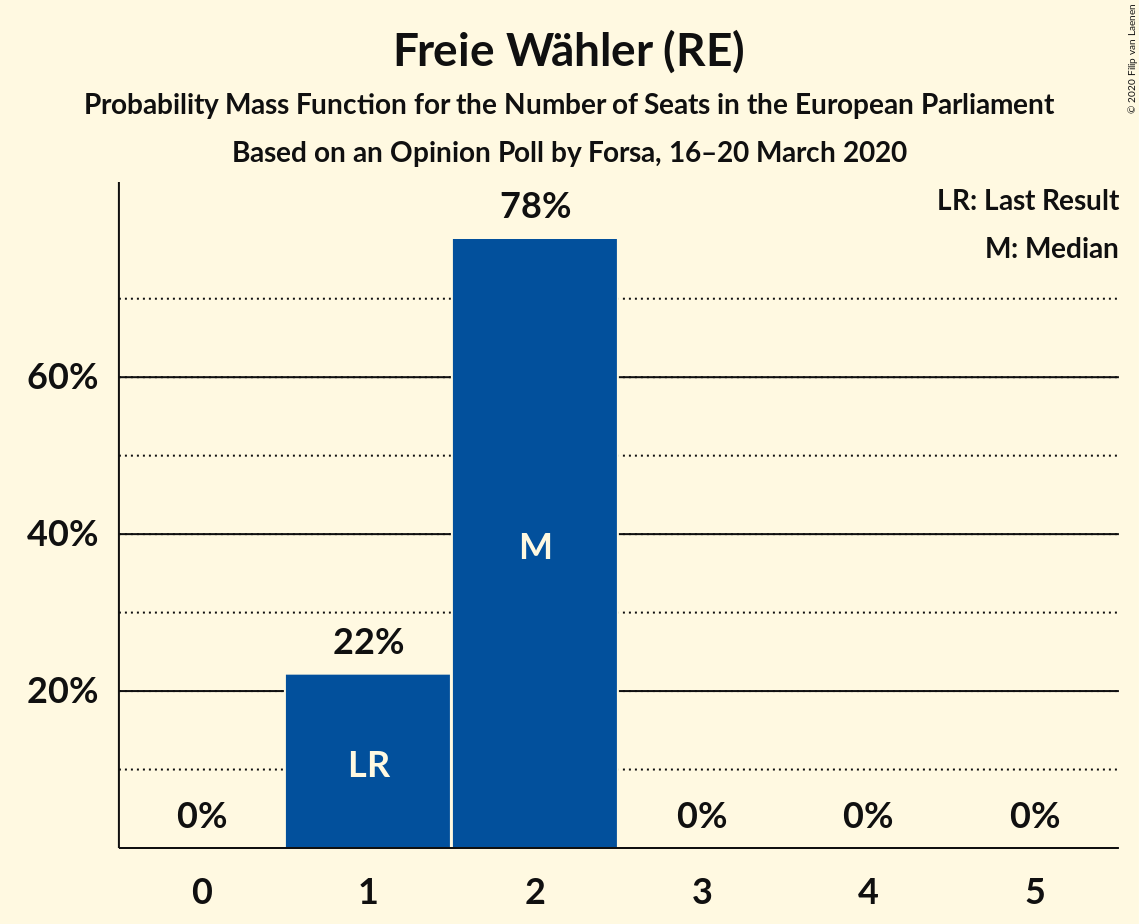 Freie Wähler (RE)
Probability Mass Function for the Number of Seats in the European Parliament
Based on an Opinion Poll by Forsa, 16–20 March 2020
© 2020 Filip van Laenen
LR: Last Result
M: Median
78%
60%
40%
M
22%
20%
LR
0%
0%
0%
0%
0
1
2
3
4
5